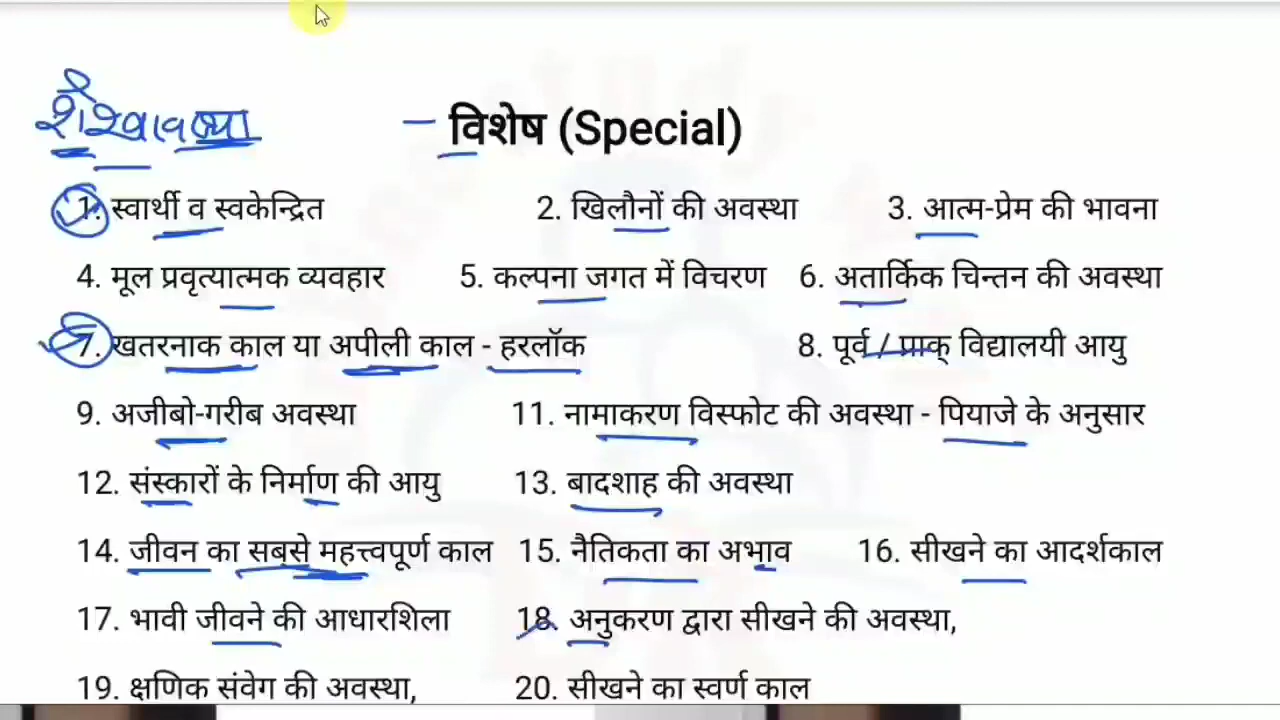 शैशवावस्था
– विशेष (Special)
1. स्वार्थी व स्वकेन्द्रित 2. खिलौनों की अवस्था 3. आत्म-प्रेम की भावना
4. मूल प्रवृत्यात्मक व्यवहार 5. कल्पना जगत में विचरण 6. अतार्किक चिन्तन की अवस्था
7. खतरनाक काल या अपीली काल - हरलॉक 8. पूर्व / प्राक् विद्यालयी आयु
9. अजीबो-गरीब अवस्था 11. नामाकरण विस्फोट की अवस्था - पियाजे के अनुसार
12. संस्कारों के निर्माण की आयु 13. बादशाह की अवस्था
14. जीवन का सबसे महत्त्वपूर्ण काल 15. नैतिकता का अभाव 16. सीखने का आदर्शकाल
17. भावी जीवने की आधारशिला 18. अनुकरण द्वारा सीखने की अवस्था,
19. क्षणिक संवेग की अवस्था, 20. सीखने का स्वर्ण काल